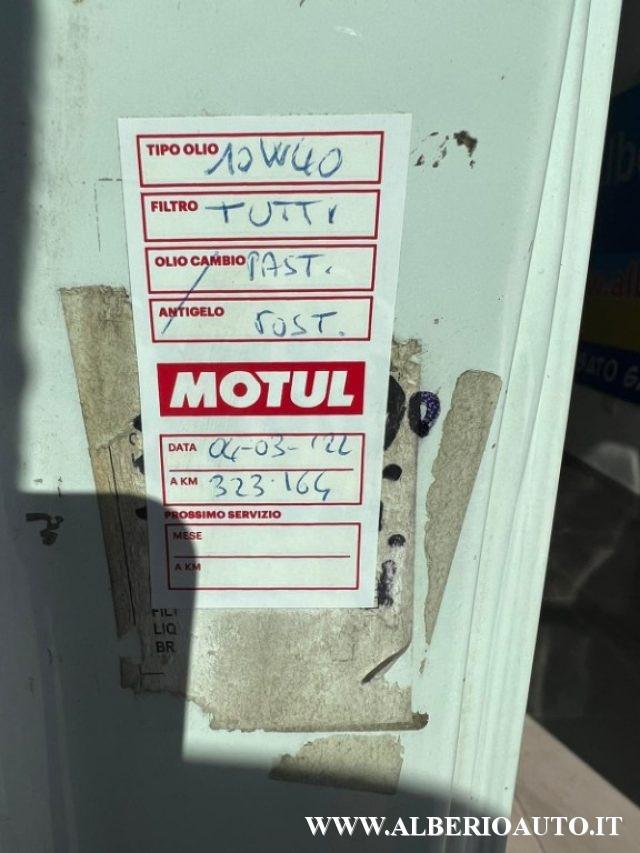 TIPO OLIO 10W40
FILTRO TUTTI
OLIO CAMBIO PAST.
ANTIGELO POST.
MOTUL
DATA 04-03-'22
A KM 323.164
PROSSIMO SERVIZIO
MESE
A KM
FIL
LIQ
BR
WWW.ALBERIOAUTO.IT